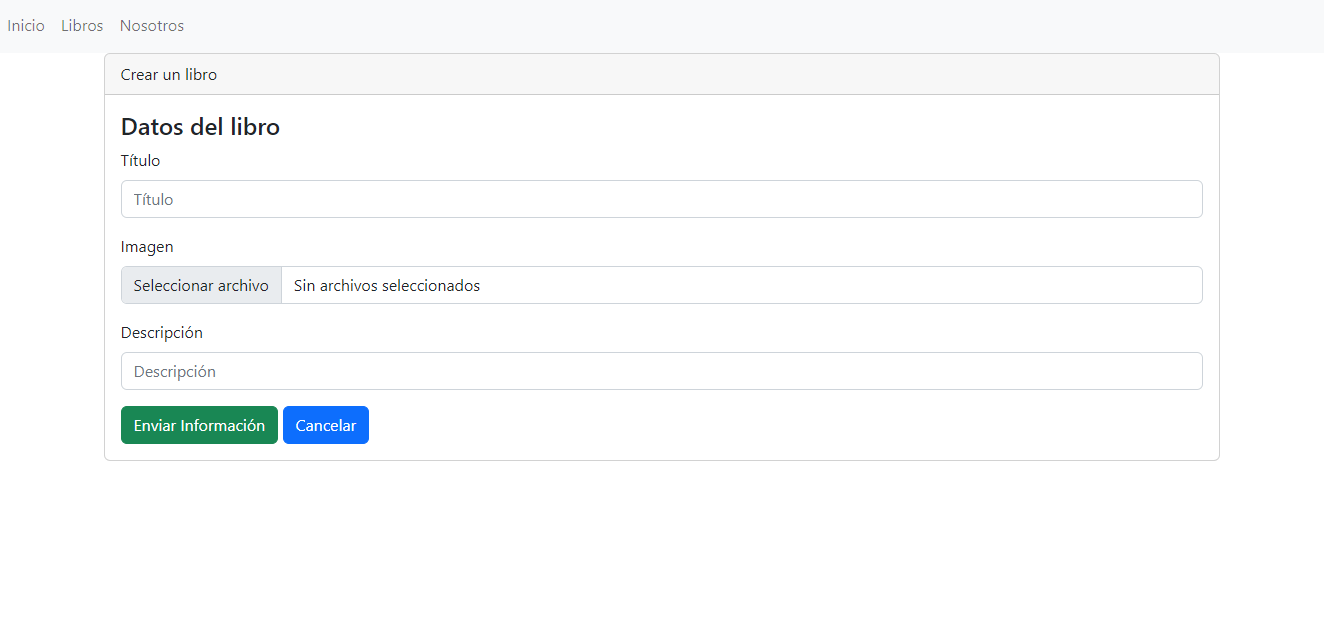 Inicio Libros Nosotros
Crear un libro
Datos del libro
Título
Título
Imagen
Seleccionar archivo Sin archivos seleccionados
Descripción
Descripción
Enviar Información Cancelar